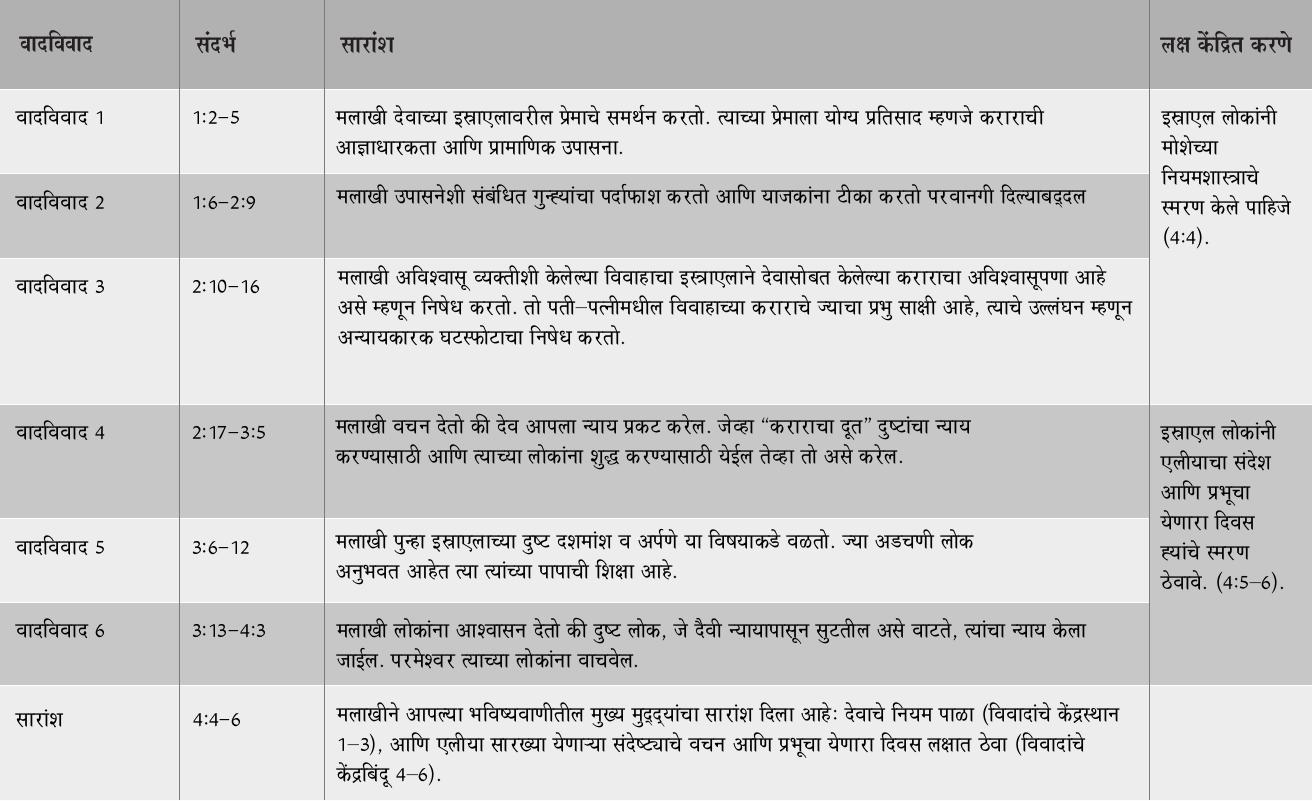 वादविवाद संदर्भ सारांश लक्ष केंद्रित करणे
वादविवाद 1
1:2–5
मलाखी देवाच्या इस्राएलावरील प्रेमाचे समर्थन करतो. त्याच्या प्रेमाला योग्य प्रतिसाद म्हणजे कराराची
आज्ञाधारकता आणि प्रामाणिक उपासना.
इस्राएल लोकांनी
मोशेच्या
नियमशास्त्राचे
स्मरण केले पाहिजे
(4:4).
वादविवाद 2
1:6–2:9
मलाखी उपासनेशी संबंधित गुन्ह्यांचा पर्दाफाश करतो आणि याजकांना टीका करतो परवानगी दिल्याबद्दल
वादविवाद 3
2:10–16
मलाखी अविश्वासू व्यक्तीशी केलेल्या विवाहाचा इस्त्राएलाने देवासोबत केलेल्या कराराचा अविश्वासूपणा आहे
असे म्हणून निषेध करतो. तो पती–पत्नीमधील विवाहाच्या कराराचे ज्याचा प्रभु साक्षी आहे, त्याचे उल्लंघन म्हणून
अन्यायकारक घटस्फोटाचा निषेध करतो.
वादविवाद 4
2:17–3:5
मलाखी वचन देतो की देव आपला न्याय प्रकट करेल. जेव्हा “कराराचा दूत” दुष्टांचा न्याय
करण्यासाठी आणि त्याच्या लोकांना शुद्ध करण्यासाठी येईल तेव्हा तो असे करेल.
इस्राएल लोकांनी
एलीयाचा संदेश
आणि प्रभूचा
येणारा दिवस
ह्यांचे स्मरण
ठेवावे. (4:5–6).
वादविवाद 5
3:6–12
मलाखी पुन्हा इस्राएलाच्या दुष्ट दशमांश व अर्पणे या विषयाकडे वळतो. ज्या अडचणी लोक
अनुभवत आहेत त्या त्यांच्या पापाची शिक्षा आहे.
वादविवाद 6
3:13–4:3
मलाखी लोकांना आश्वासन देतो की दुष्ट लोक, जे दैवी न्यायापासून सुटतील असे वाटते, त्यांचा न्याय केला
जाईल. परमेश्वर त्याच्या लोकांना वाचवेल.
सारांश
4:4–6
मलाखीने आपल्या भविष्यवाणीतील मुख्य मुद्द्यांचा सारांश दिला आहे: देवाचे नियम पाळा (विवादांचे केंद्रस्थान
1–3), आणि एलीया सारख्या येणाऱ्या संदेष्ट्याचे वचन आणि प्रभूचा येणारा दिवस लक्षात ठेवा (विवादांचे
केंद्रबिंदू 4–6).